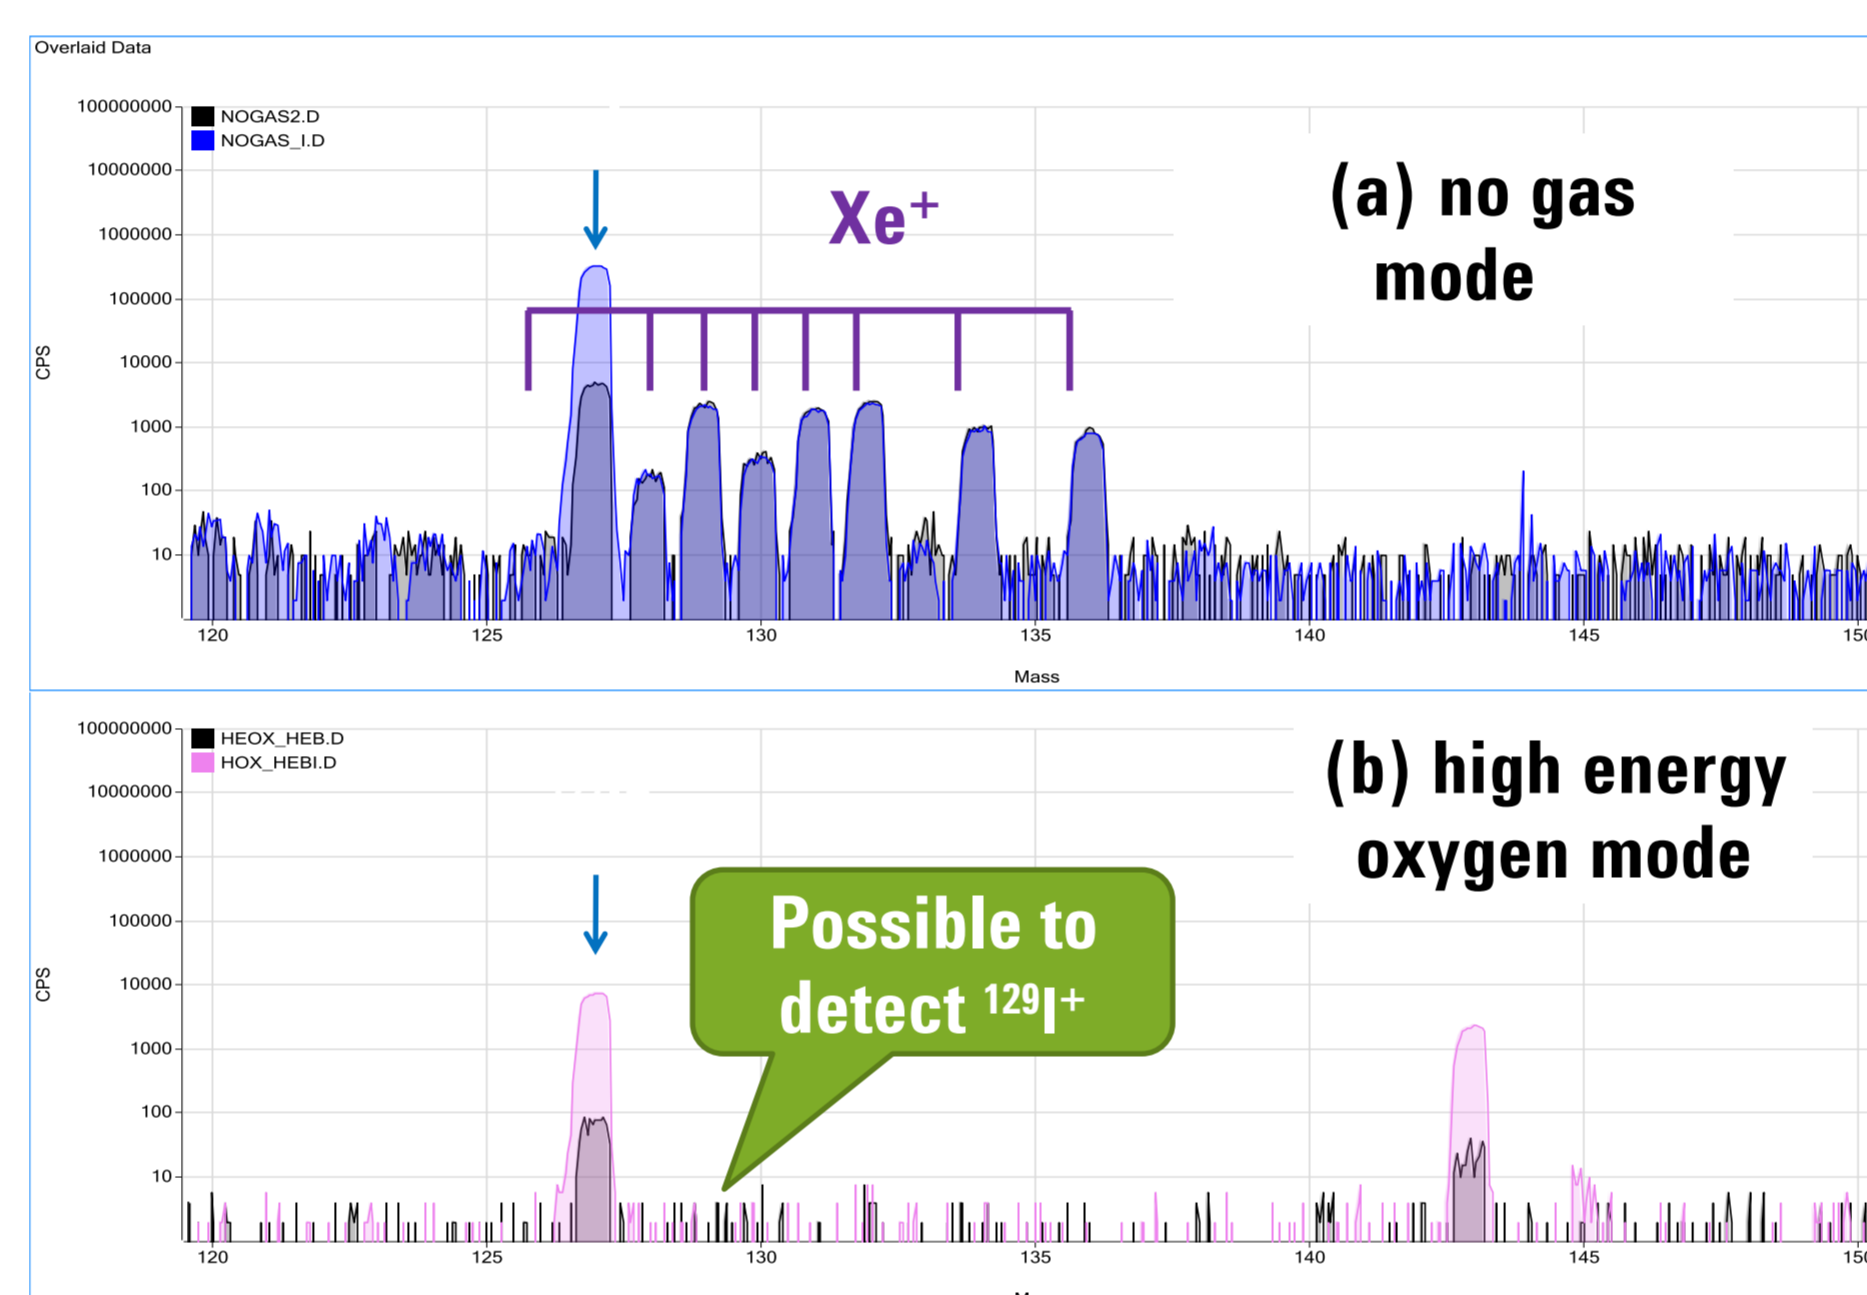 Overlaid Data
100000000
NOGAS2.D
NOGAS_I.D
10000000
1000000
100000
10000
1000
100
10
CPS
Xe⁺
(a) no gas
mode
120 125 130 135 140 145
Mass
100000000
HEOX_HEB.D
HOX_HEBI.D
10000000
1000000
100000
10000
1000
100
10
CPS
(b) high energy
oxygen mode
Possible to
detect ¹²⁹I⁺
120 125 130 135 140 145